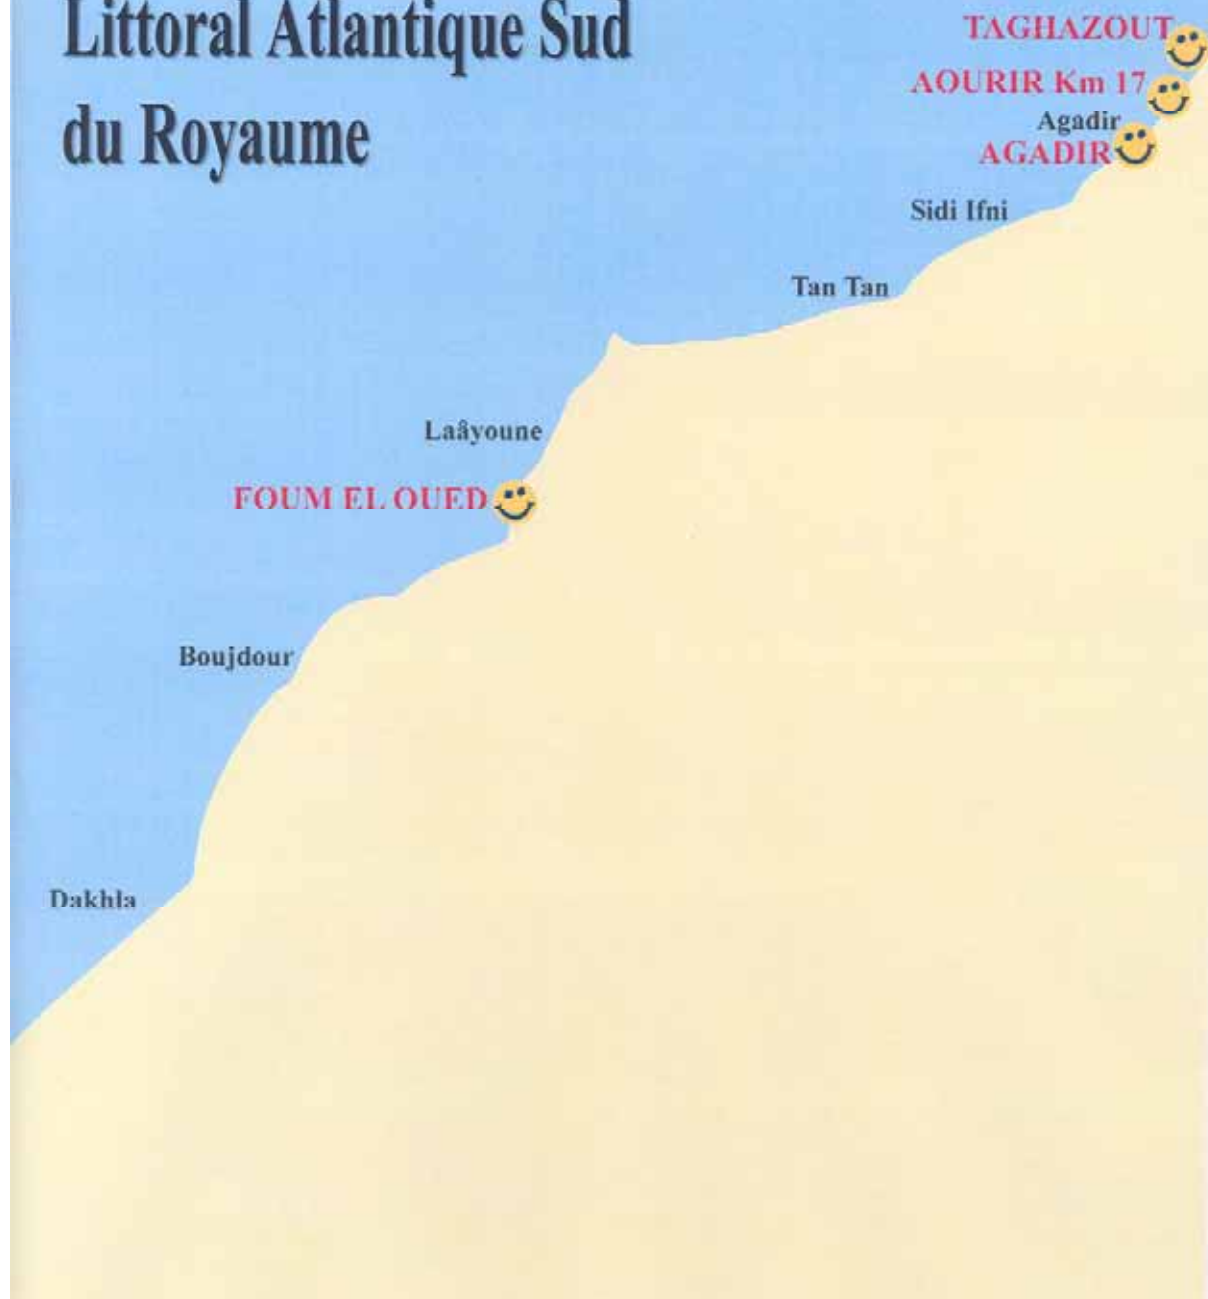 Littoral Atlantique Sud
du Royaume
TAGHAZOUT
AOURIR Km 17
Agadir
AGADIR
Sidi Ifni
Tan Tan
Laâyoune
FOUM EL OUED
Boujdour
Dakhla